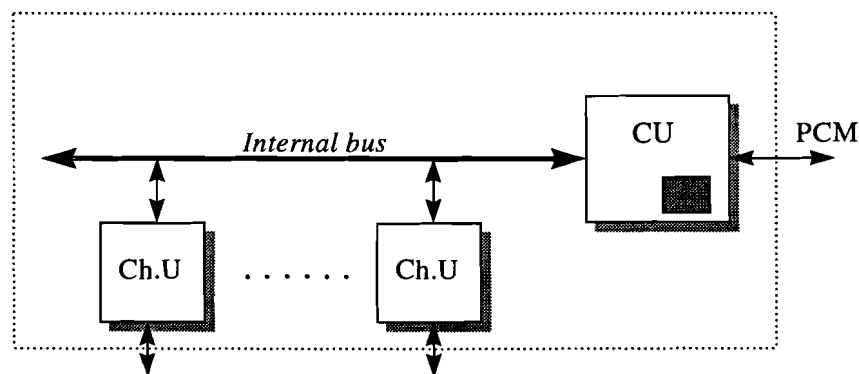 Internal bus
CU
PCM
Ch.U
. . . . . .
Ch.U